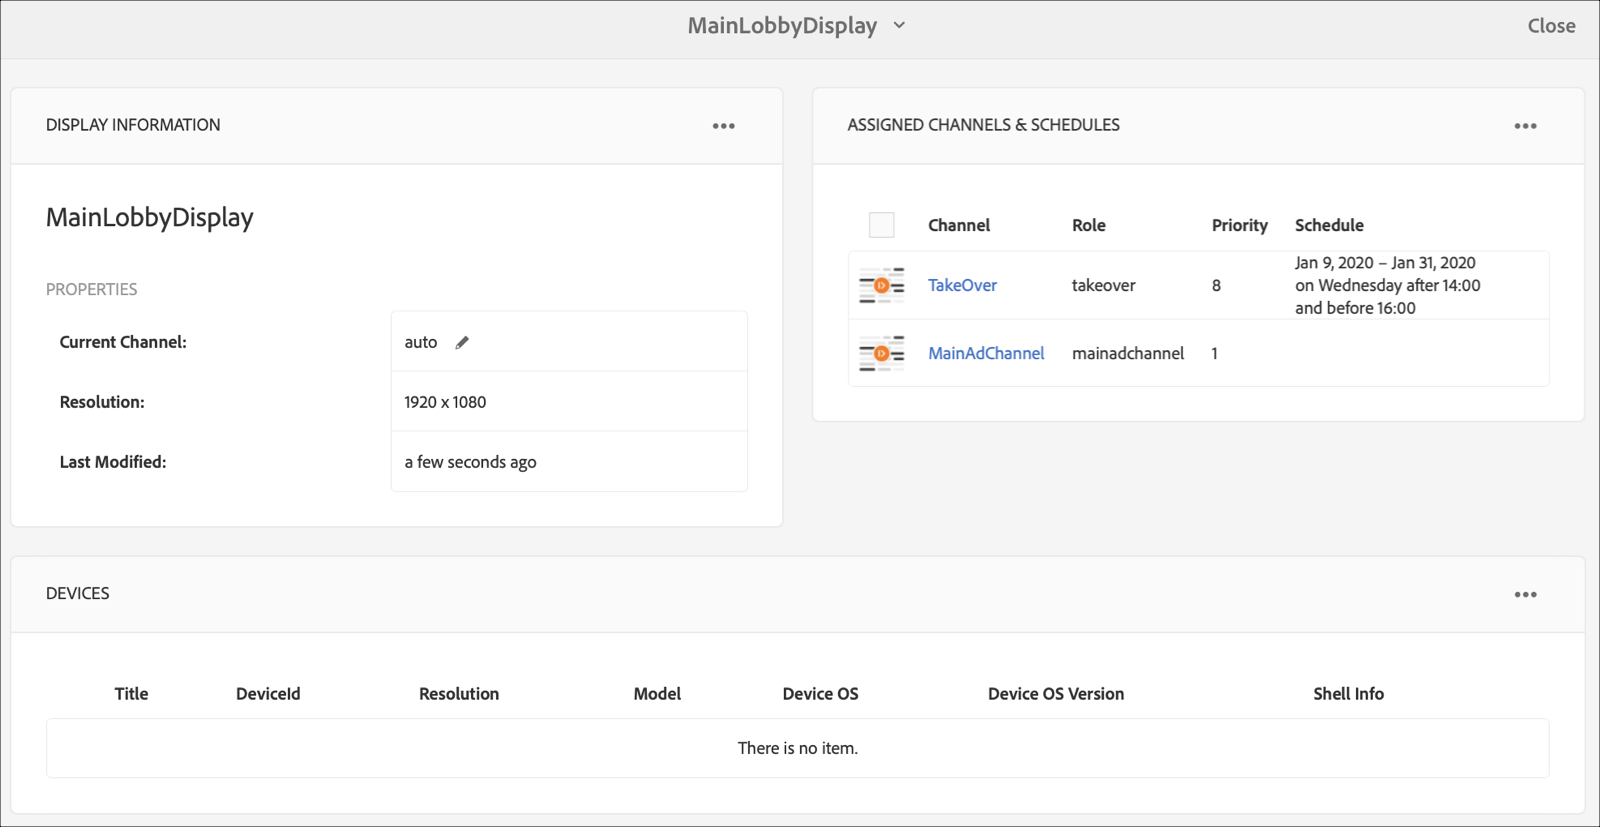 MainLobbyDisplay
Close
DISPLAY INFORMATION
MainLobbyDisplay
PROPERTIES
Current Channel: auto
Resolution: 1920 x 1080
Last Modified: a few seconds ago
ASSIGNED CHANNELS & SCHEDULES
Channel Role Priority Schedule
TakeOver takeover 8 Jan 9, 2020 – Jan 31, 2020
on Wednesday after 14:00
and before 16:00
MainAdChannel mainadchannel 1
DEVICES
Title DeviceId Resolution Model Device OS Device OS Version Shell Info
There is no item.